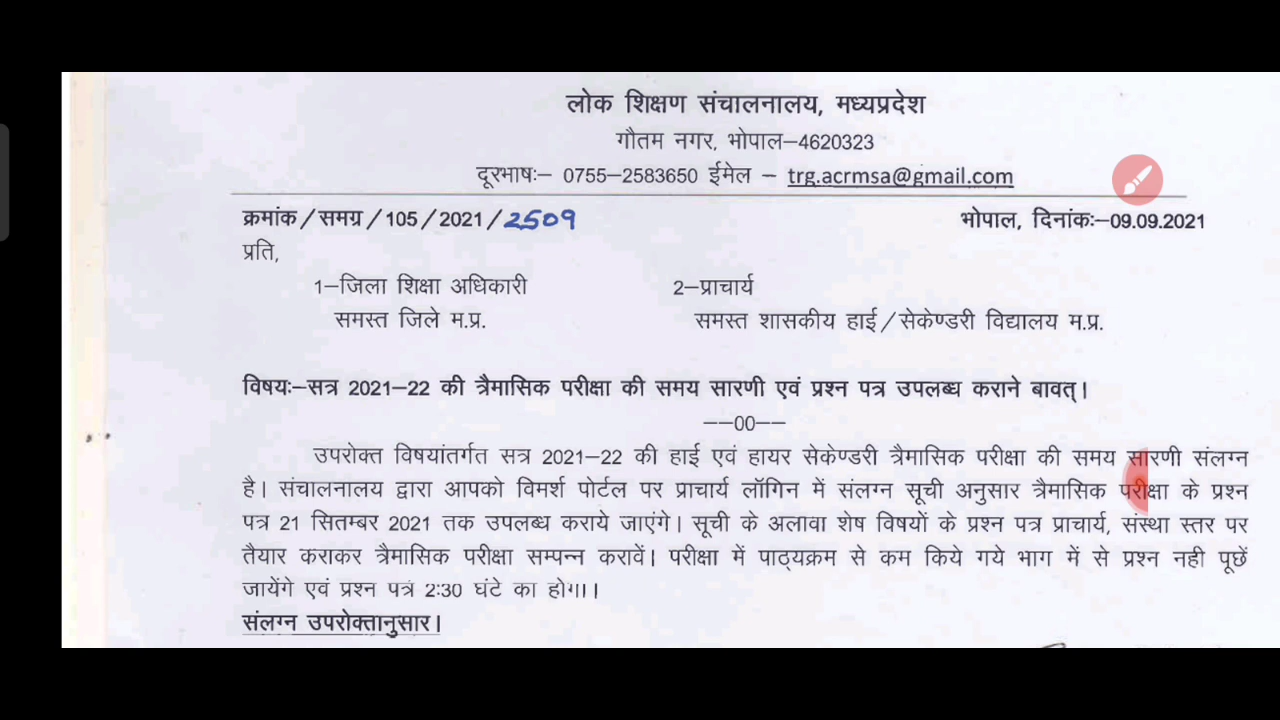 लोक शिक्षण संचालनालय, मध्यप्रदेश
गौतम नगर, भोपाल–4620323
दूरभाषः– 0755–2583650 ईमेल – trg.acrmsa@gmail.com
क्रमांक/समग्र/105/2021/2509 भोपाल, दिनांकः–09.09.2021
प्रति,
1–जिला शिक्षा अधिकारी 2–प्राचार्य
समस्त जिले म.प्र. समस्त शासकीय हाई/सेकेण्डरी विद्यालय म.प्र.
विषयः–सत्र 2021–22 की त्रैमासिक परीक्षा की समय सारणी एवं प्रश्न पत्र उपलब्ध कराने बावत्।
––00––
उपरोक्त विषयांतर्गत सत्र 2021–22 की हाई एवं हायर सेकेण्डरी त्रैमासिक परीक्षा की समय सारणी संलग्न
है। संचालनालय द्वारा आपको विमर्श पोर्टल पर प्राचार्य लॉगिन में संलग्न सूची अनुसार त्रैमासिक परीक्षा के प्रश्न
पत्र 21 सितम्बर 2021 तक उपलब्ध कराये जाएंगे। सूची के अलावा शेष विषयों के प्रश्न पत्र प्राचार्य, संस्था स्तर पर
तैयार कराकर त्रैमासिक परीक्षा सम्पन्न करावें। परीक्षा में पाठ्यक्रम से कम किये गये भाग में से प्रश्न नही पूछें
जायेंगे एवं प्रश्न पत्र 2:30 घंटे का होगा।।
संलग्न उपरोक्तानुसार।